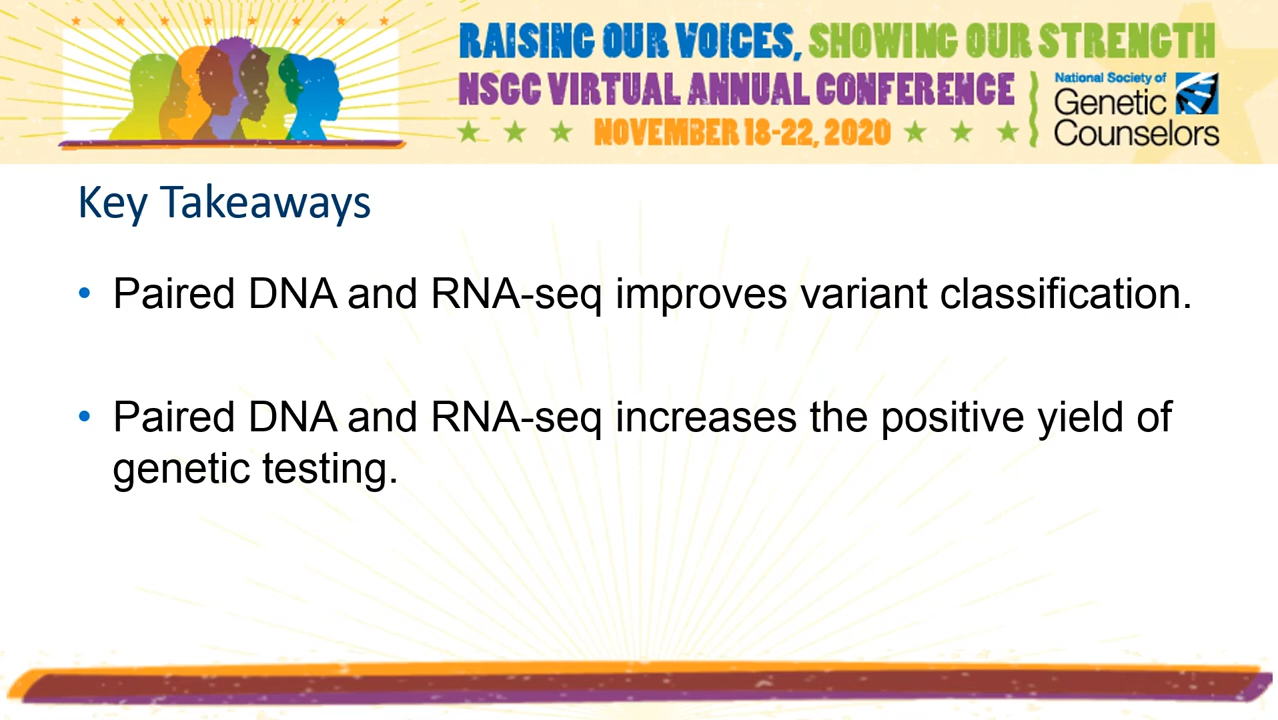 RAISING OUR VOICES, SHOWING OUR STRENGTH
NSGC VIRTUAL ANNUAL CONFERENCE
NOVEMBER 18-22, 2020
National Society of
Genetic
Counselors
Key Takeaways
• Paired DNA and RNA-seq improves variant classification.
• Paired DNA and RNA-seq increases the positive yield of
genetic testing.